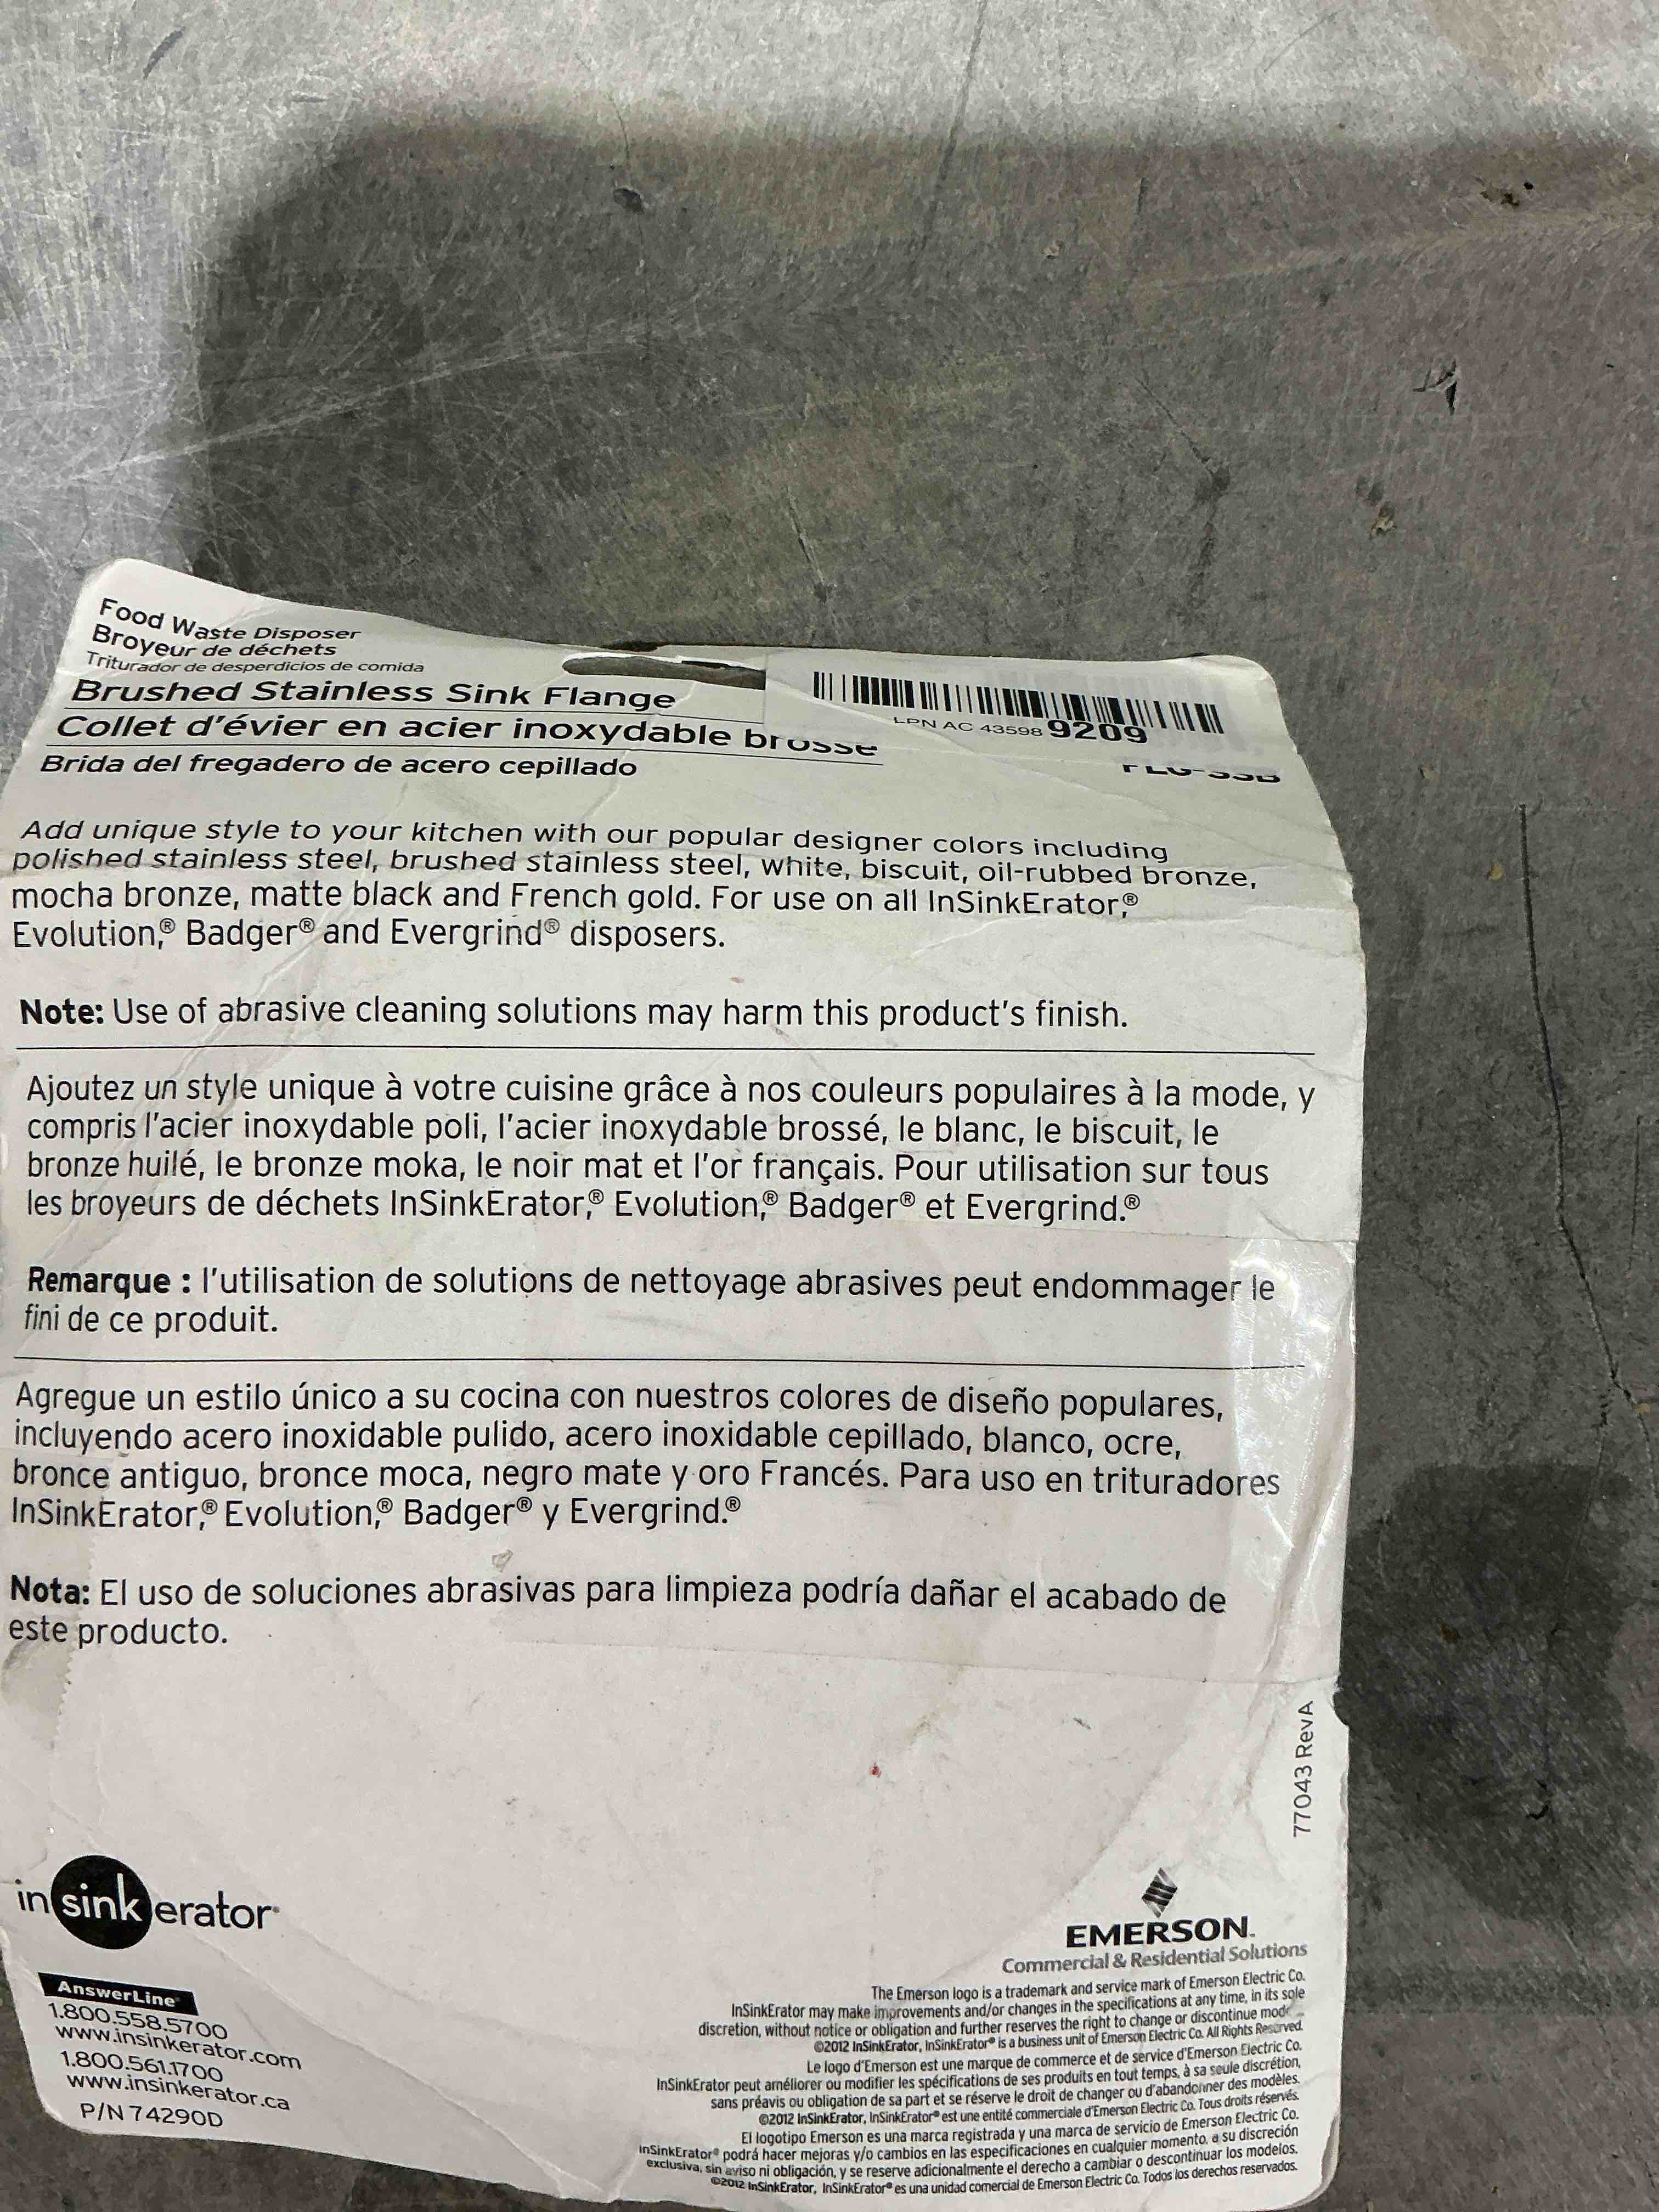 Food Waste Disposer
Broyeur de déchets
Triturador de desperdicios de comida
Brushed Stainless Sink Flange
Collet d'évier en acier inoxydable brossé
Brida del fregadero de acero cepillado
LPN AC 43598 9209
Add unique style to your kitchen with our popular designer colors including
polished stainless steel, brushed stainless steel, white, biscuit, oil-rubbed bronze,
mocha bronze, matte black and French gold. For use on all InSinkErator,®
Evolution,® Badger® and Evergrind® disposers.
Note: Use of abrasive cleaning solutions may harm this product's finish.
Ajoutez un style unique à votre cuisine grâce à nos couleurs populaires à la mode, y
compris l'acier inoxydable poli, l'acier inoxydable brossé, le blanc, le biscuit, le
bronze huilé, le bronze moka, le noir mat et l'or français. Pour utilisation sur tous
les broyeurs de déchets InSinkErator,® Evolution,® Badger® et Evergrind.®
Remarque : l'utilisation de solutions de nettoyage abrasives peut endommager le
fini de ce produit.
Agregue un estilo único a su cocina con nuestros colores de diseño populares,
incluyendo acero inoxidable pulido, acero inoxidable cepillado, blanco, ocre,
bronce antiguo, bronce moca, negro mate y oro Francés. Para uso en trituradores
InSinkErator,® Evolution,® Badger® y Evergrind.®
Nota: El uso de soluciones abrasivas para limpieza podría dañar el acabado de
este producto.
77043 RevA
insinkerator
AnswerLine
1.800.558.5700
www.insinkerator.com
1.800.561.1700
www.insinkerator.ca
P/N 74290D
EMERSON.
Commercial & Residential Solutions
The Emerson logo is a trademark and service mark of Emerson Electric Co.
InSinkErator may make improvements and/or changes in the specifications at any time, in its sole
discretion, without notice or obligation and further reserves the right to change or discontinue
©2012 InSinkErator, InSinkErator® is a business unit of Emerson Electric Co. All Rights Reserved.
Le logo d'Emerson est une marque de commerce et de service d'Emerson Electric Co.
InSinkErator peut améliorer ou modifier les spécifications de ses produits en tout temps, à sa seule discrétion,
sans préavis ou obligation de sa part et se réserve le droit de changer ou d'abandonner des modèles.
©2012 InSinkErator, InSinkErator® est une entité commerciale d'Emerson Electric Co. Tous droits réservés.
El logotipo Emerson es una marca registrada y una marca de servicio de Emerson Electric Co.
InSinkErator® podrá hacer mejoras y/o cambios en las especificaciones en cualquier momento, a su discreción
exclusiva, sin aviso ni obligación, y se reserve adicionalmente el derecho a cambiar o descontinuar los modelos.
©2012 InSinkErator, InSinkErator® es una unidad comercial de Emerson Electric Co. Todos los derechos reservados.